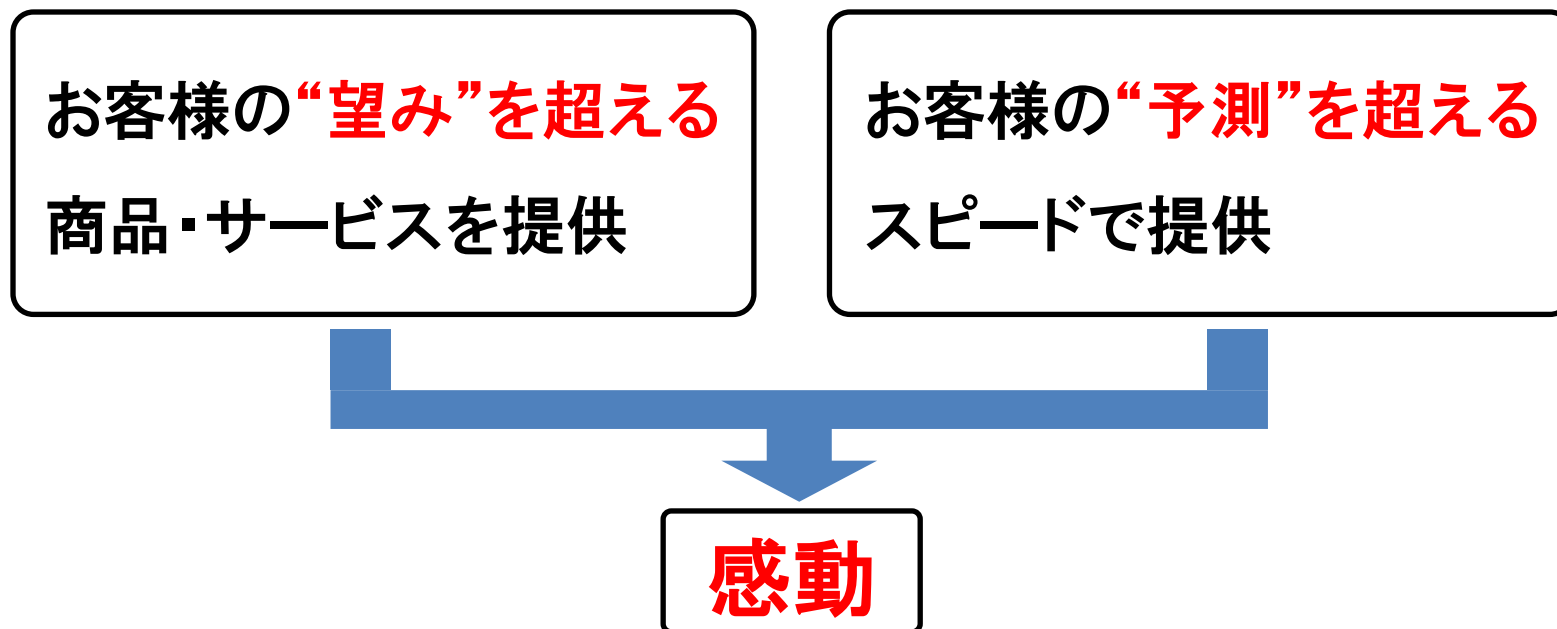 お客様の“望み”を超える
商品・サービスを提供
お客様の“予測”を超える
スピードで提供
感動